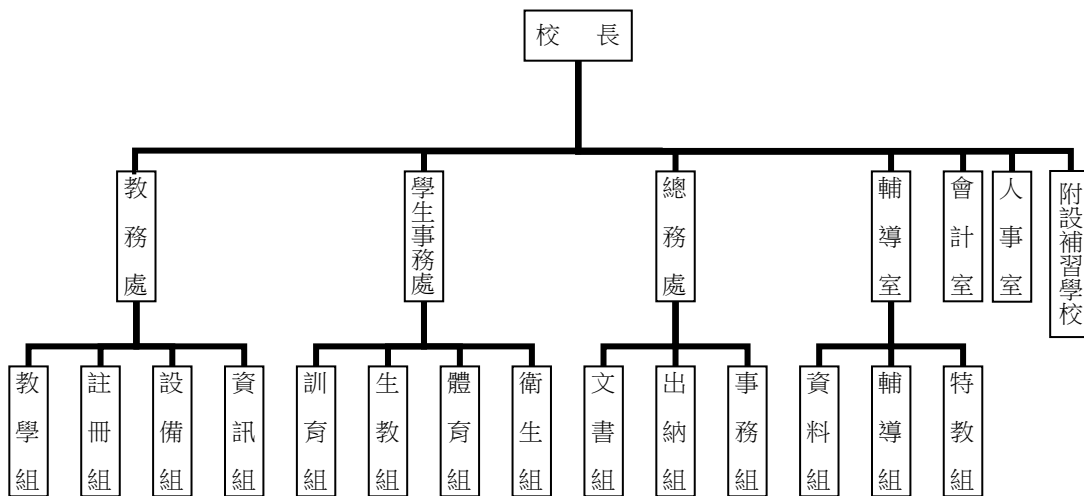 校 長
教務處
學生事務處
總務處
輔導室
會計室
人事室
附設補習學校
教學組
註冊組
設備組
資訊組
訓育組
生教組
體育組
衛生組
文書組
出納組
事務組
資料組
輔導組
特教組